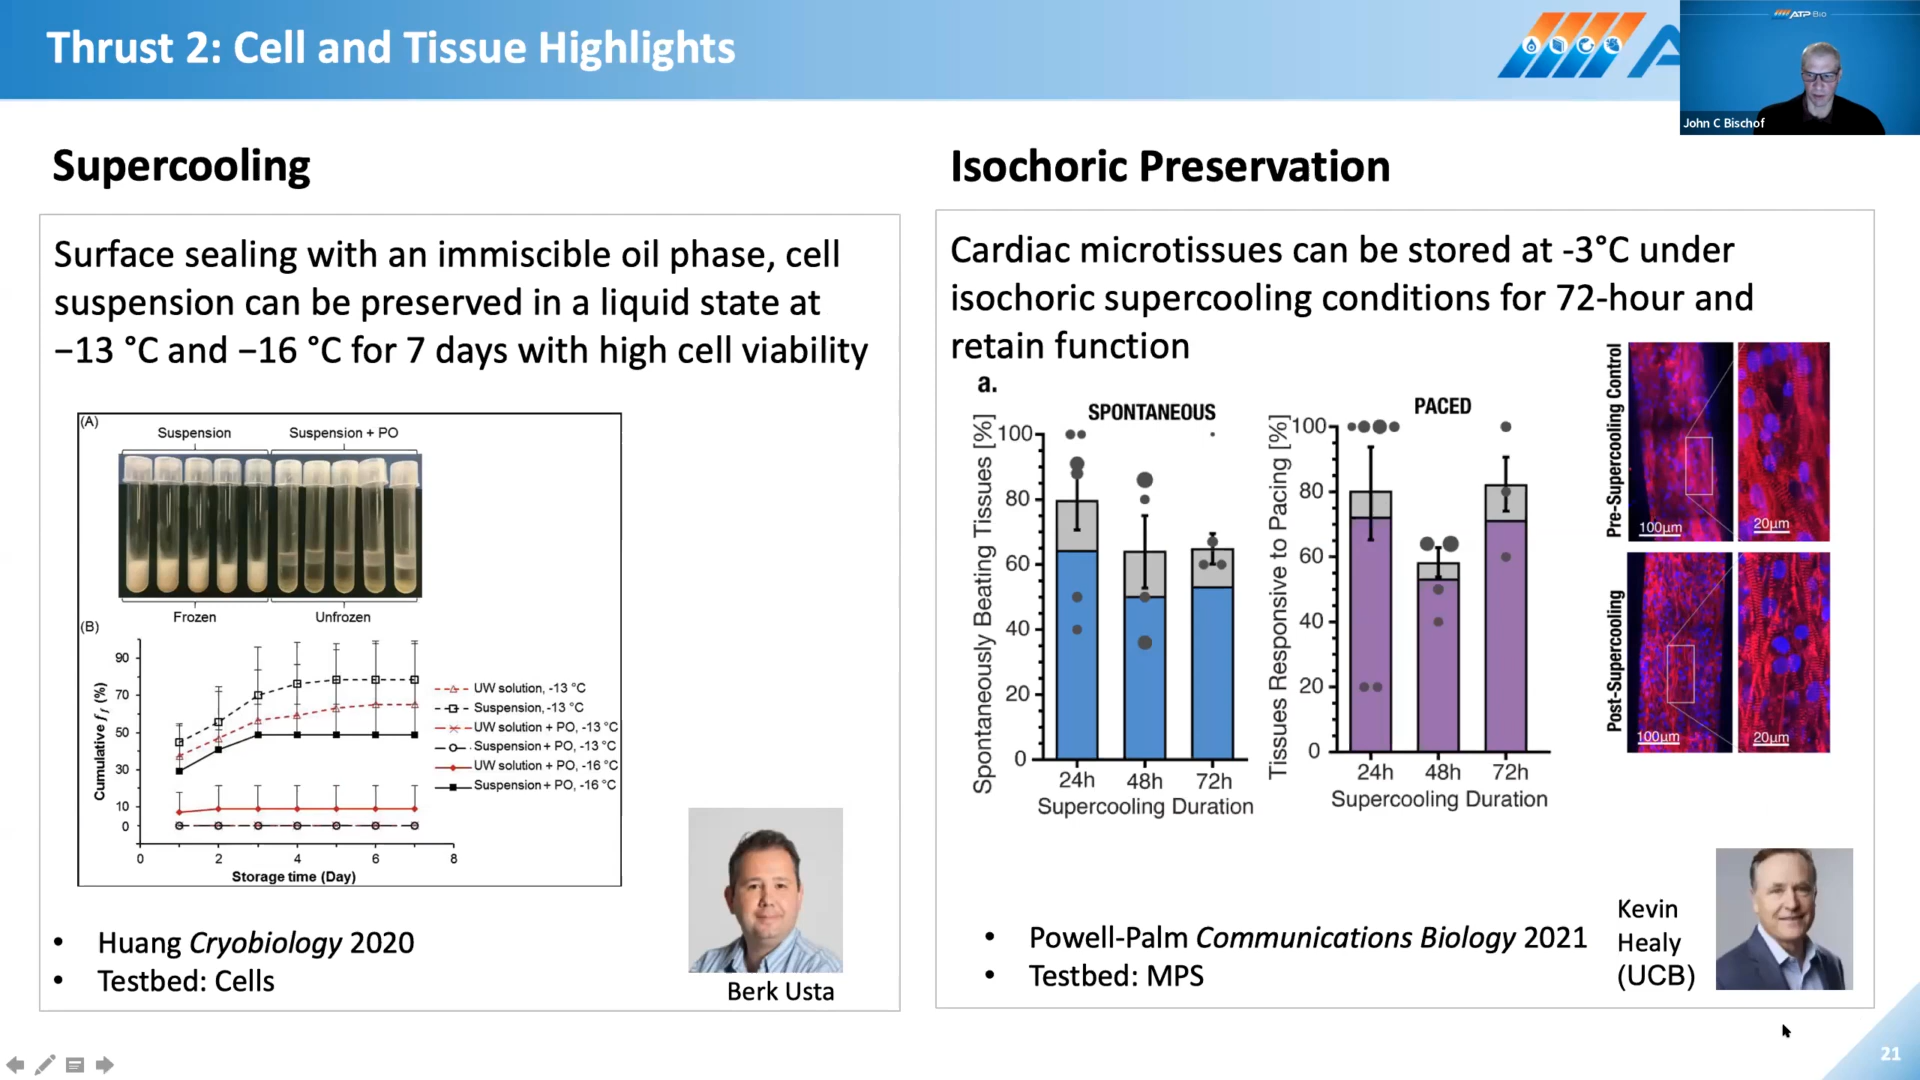 Thrust 2: Cell and Tissue Highlights
ATP Bio
John C Bischof
Supercooling
Surface sealing with an immiscible oil phase, cell
suspension can be preserved in a liquid state at
−13 °C and −16 °C for 7 days with high cell viability
(A)
Suspension
Suspension + PO
Frozen
Unfrozen
(B)
Cumulative ff (%)
90
70
50
30
10
0
0
2
4
6
8
Storage time (Day)
UW solution, -13 °C
Suspension, -13 °C
UW solution + PO, -13 °C
Suspension + PO, -13 °C
UW solution + PO, -16 °C
Suspension + PO, -16 °C
• Huang Cryobiology 2020
• Testbed: Cells
Berk Usta
Isochoric Preservation
Cardiac microtissues can be stored at -3°C under
isochoric supercooling conditions for 72-hour and
retain function
a.
SPONTANEOUS
Spontaneously Beating Tissues [%]
100
80
60
40
20
0
24h
48h
72h
Supercooling Duration
PACED
Tissues Responsive to Pacing [%]
100
80
60
40
20
0
24h
48h
72h
Supercooling Duration
Pre-Supercooling Control
100µm
20µm
Post-Supercooling
100µm
20µm
• Powell-Palm Communications Biology 2021
• Testbed: MPS
Kevin
Healy
(UCB)
21